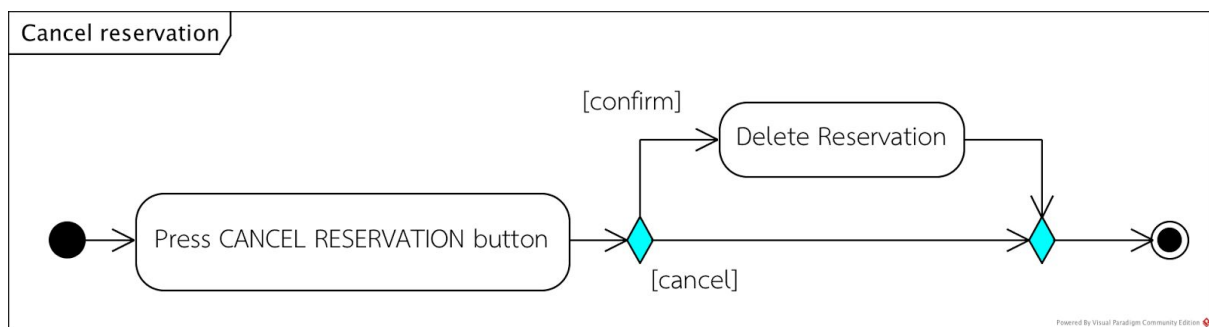 Cancel reservation
[confirm]
Delete Reservation
Press CANCEL RESERVATION button
[cancel]
Powered By Visual Paradigm Community Edition